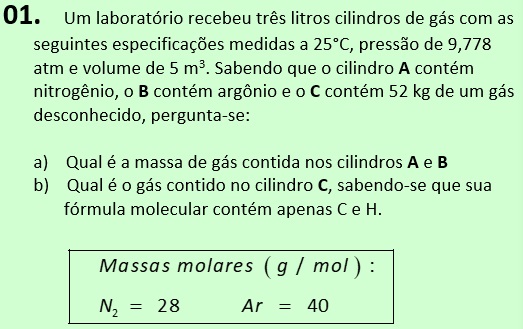 01. Um laboratório recebeu três litros cilindros de gás com as
seguintes especificações medidas a 25°C, pressão de 9,778
atm e volume de 5 m³. Sabendo que o cilindro A contém
nitrogênio, o B contém argônio e o C contém 52 kg de um gás
desconhecido, pergunta-se:
a) Qual é a massa de gás contida nos cilindros A e B
b) Qual é o gás contido no cilindro C, sabendo-se que sua
fórmula molecular contém apenas C e H.
Massas molares ( g / mol ) :
N₂ = 28 Ar = 40